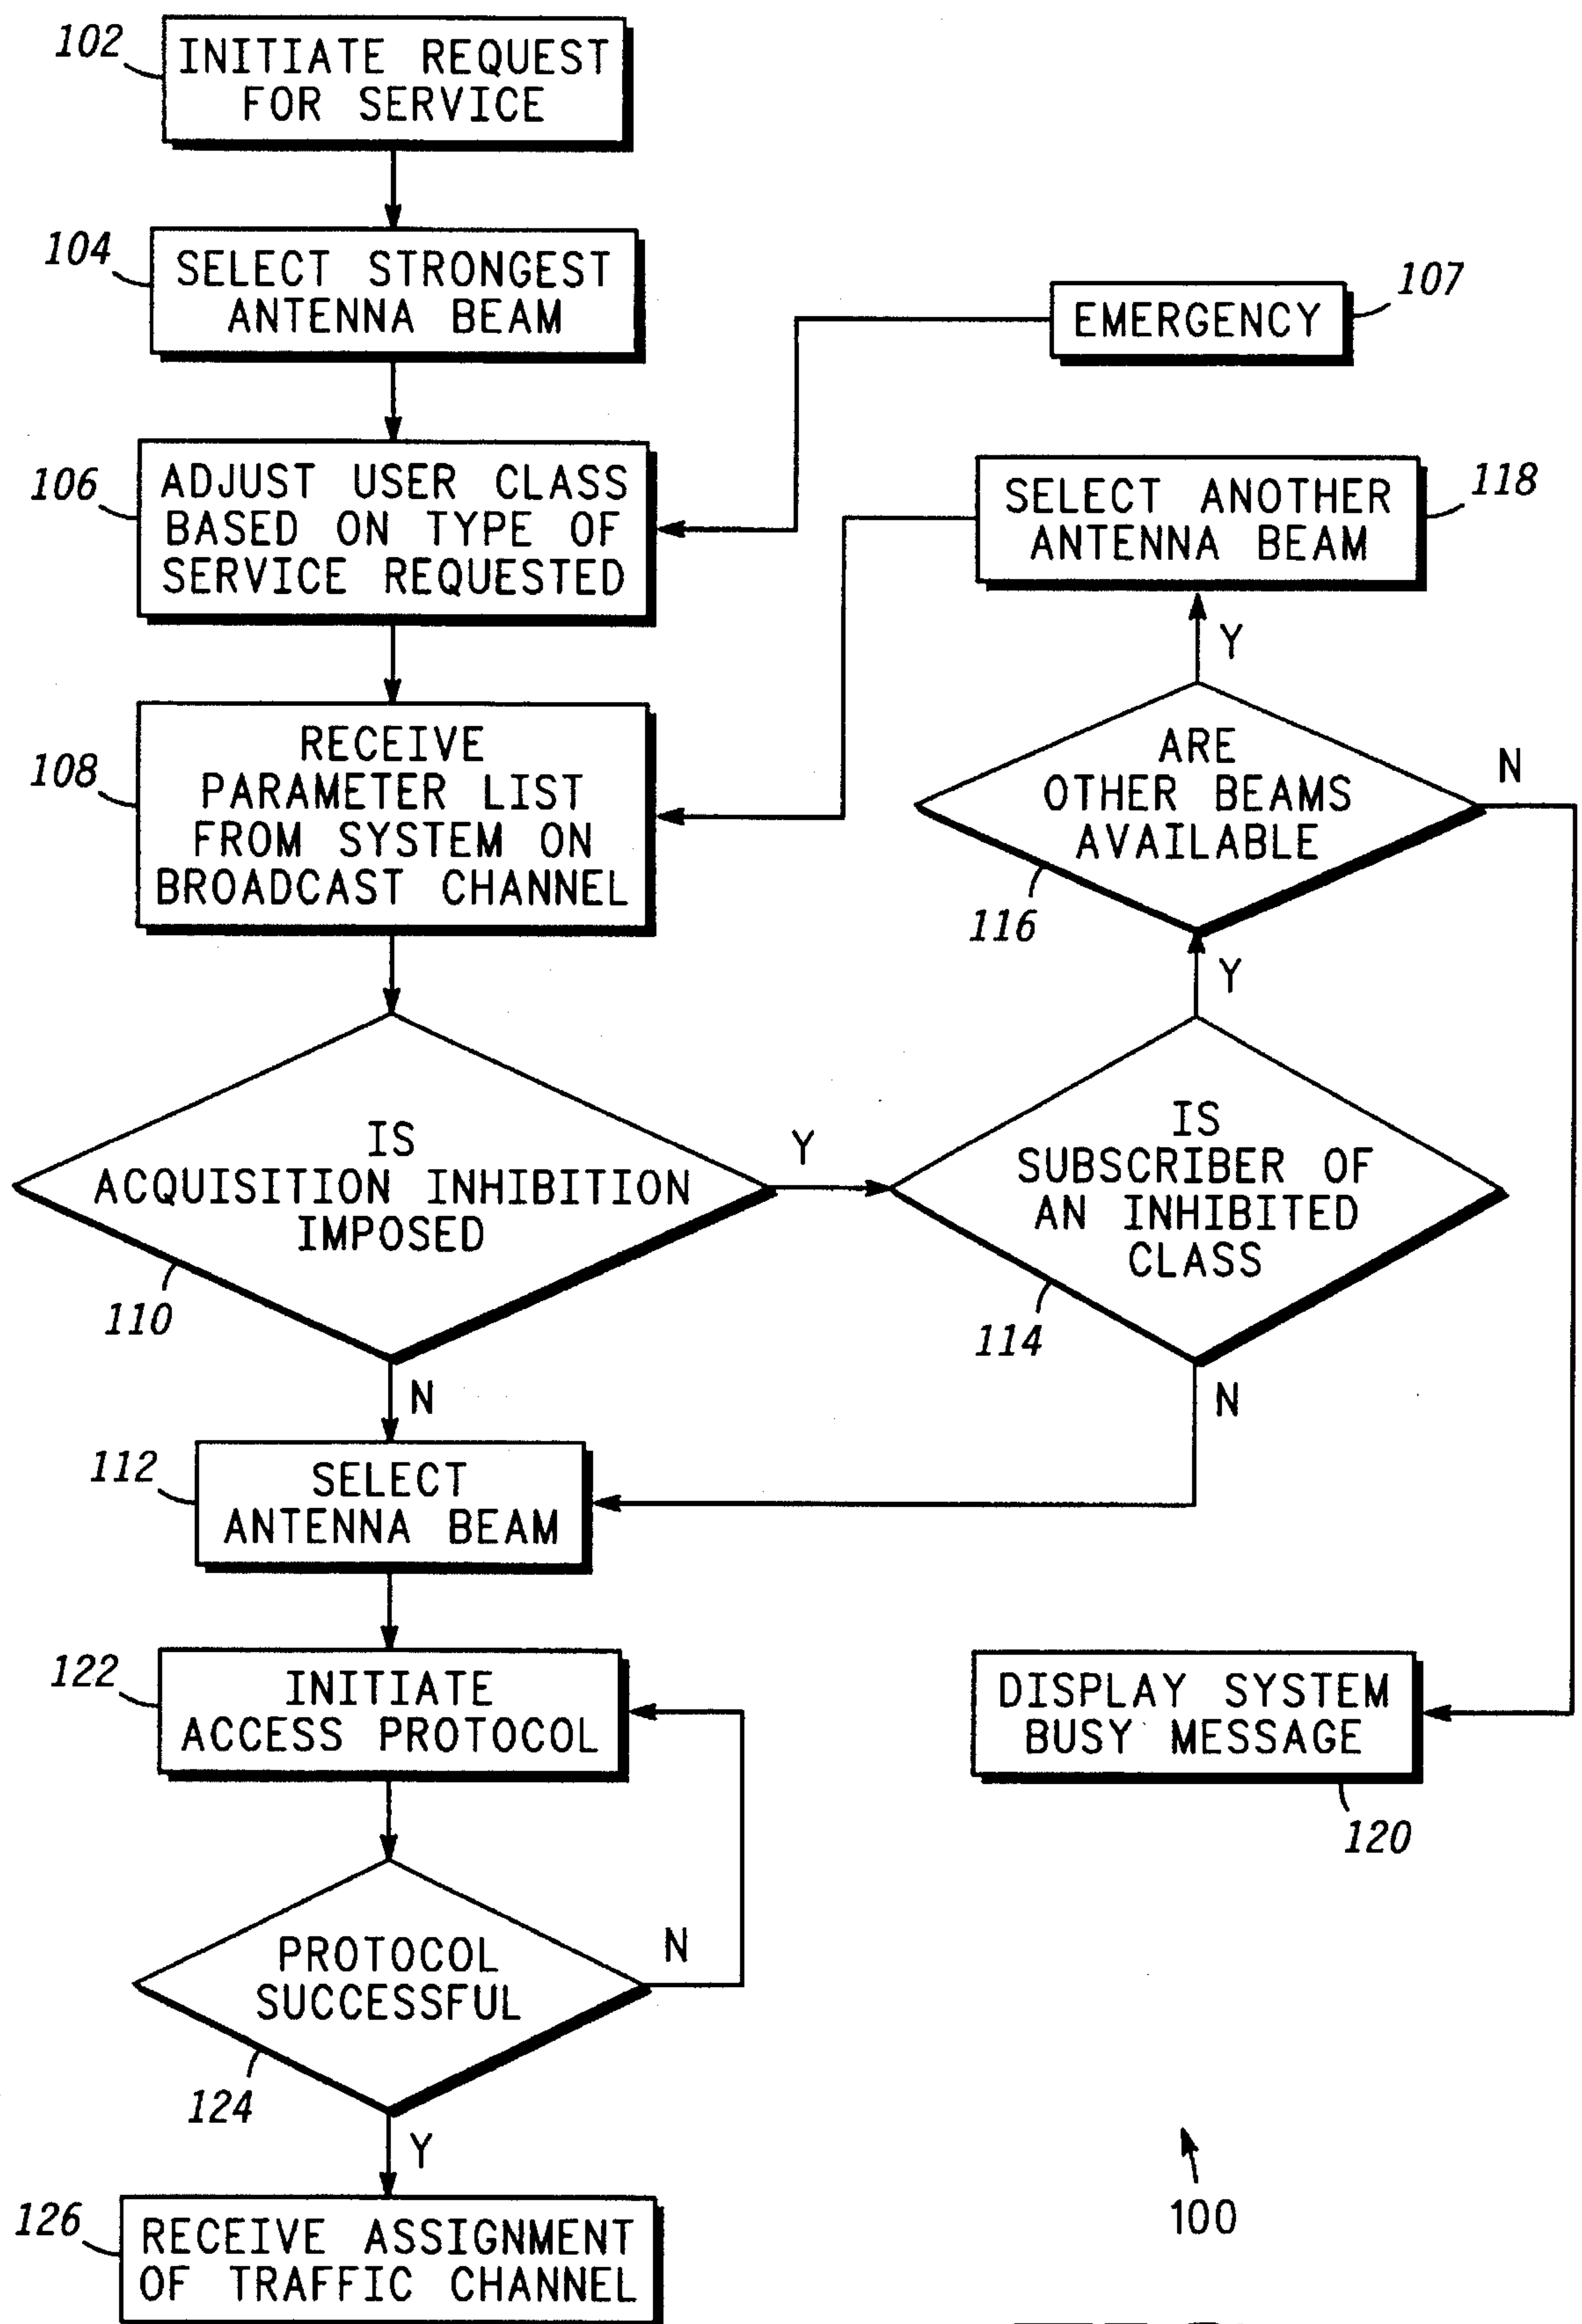 102
INITIATE REQUEST
FOR SERVICE
104
SELECT STRONGEST
ANTENNA BEAM
EMERGENCY
107
106
ADJUST USER CLASS
BASED ON TYPE OF
SERVICE REQUESTED
SELECT ANOTHER
ANTENNA BEAM
118
Y
108
RECEIVE
PARAMETER LIST
FROM SYSTEM ON
BROADCAST CHANNEL
ARE
OTHER BEAMS
AVAILABLE
N
116
Y
IS
ACQUISITION INHIBITION
IMPOSED
Y
110
IS
SUBSCRIBER OF
AN INHIBITED
CLASS
114
N
N
112
SELECT
ANTENNA BEAM
122
INITIATE
ACCESS PROTOCOL
DISPLAY SYSTEM
BUSY MESSAGE
120
PROTOCOL
SUCCESSFUL
N
124
Y
126
RECEIVE ASSIGNMENT
OF TRAFFIC CHANNEL
100